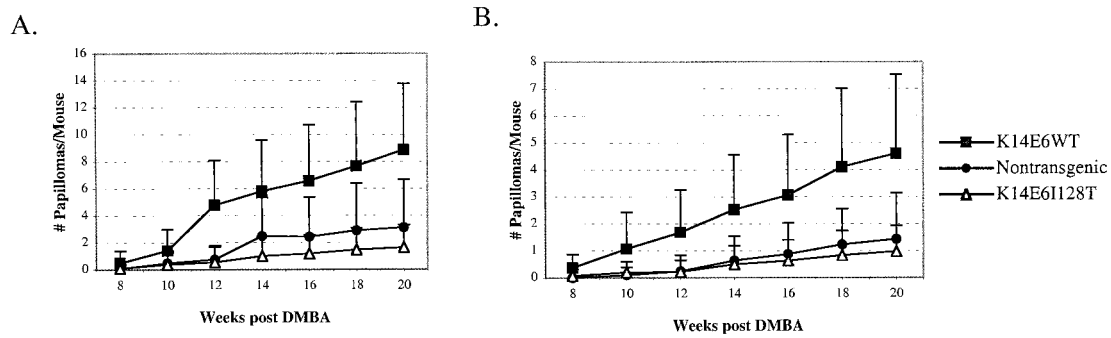 A.
# Papillomas/Mouse
16
14
12
10
8
6
4
2
0
8 10 12 14 16 18 20
Weeks post DMBA
B.
# Papillomas/Mouse
8
7
6
5
4
3
2
1
0
8 10 12 14 16 18 20
Weeks post DMBA
K14E6WT
Nontransgenic
K14E6I128T